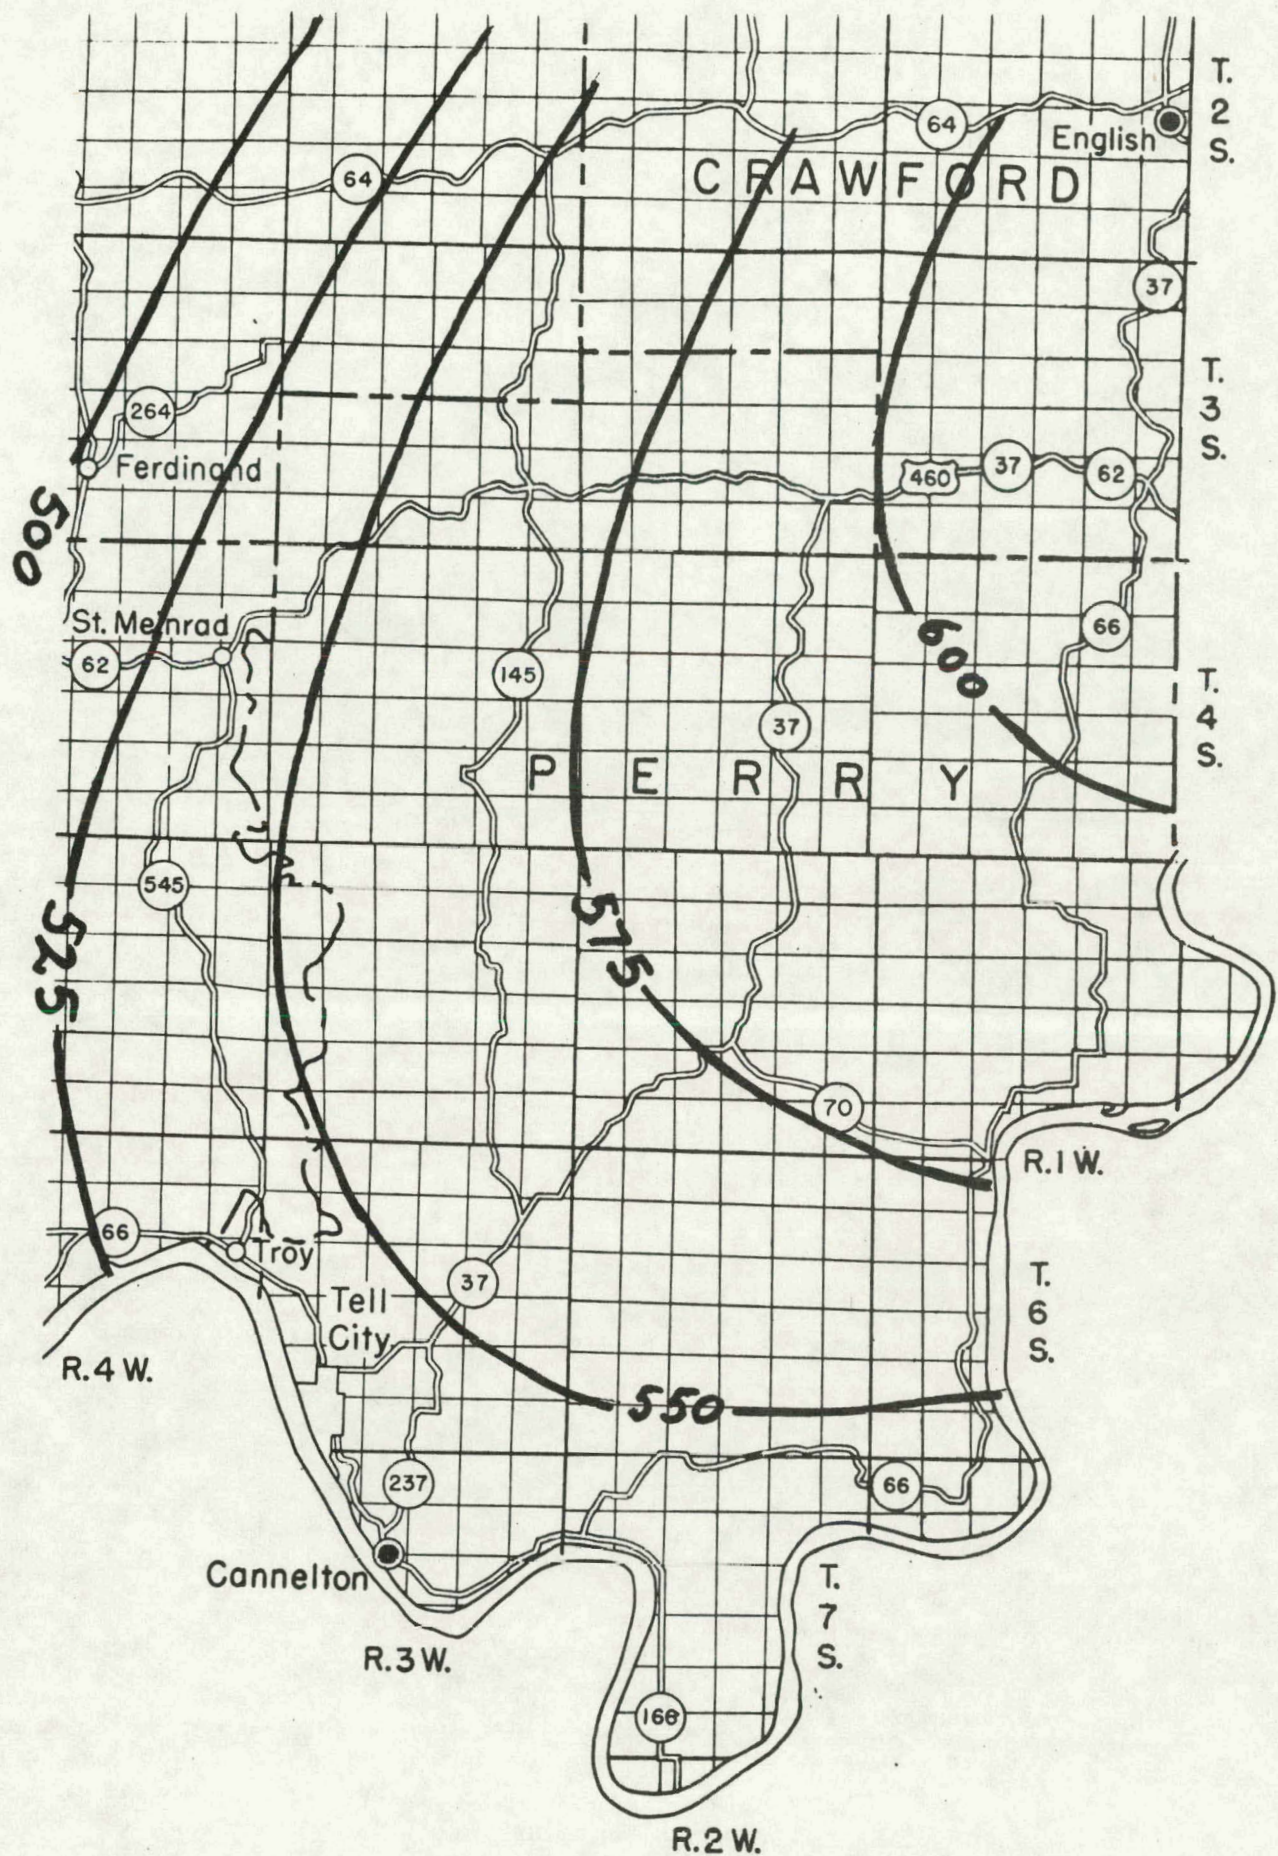 T.
2
S.
64
English
64
CRAWFORD
37
T.
3
S.
264
Ferdinand
460
37
62
500
St. Meinrad
62
600
66
145
T.
4
S.
37
PERRY
545
575
525
70
R.1W.
66
Troy
37
T.
6
S.
Tell
City
R.4W.
550
237
66
Cannelton
T.
7
S.
R.3W.
166
R.2W.